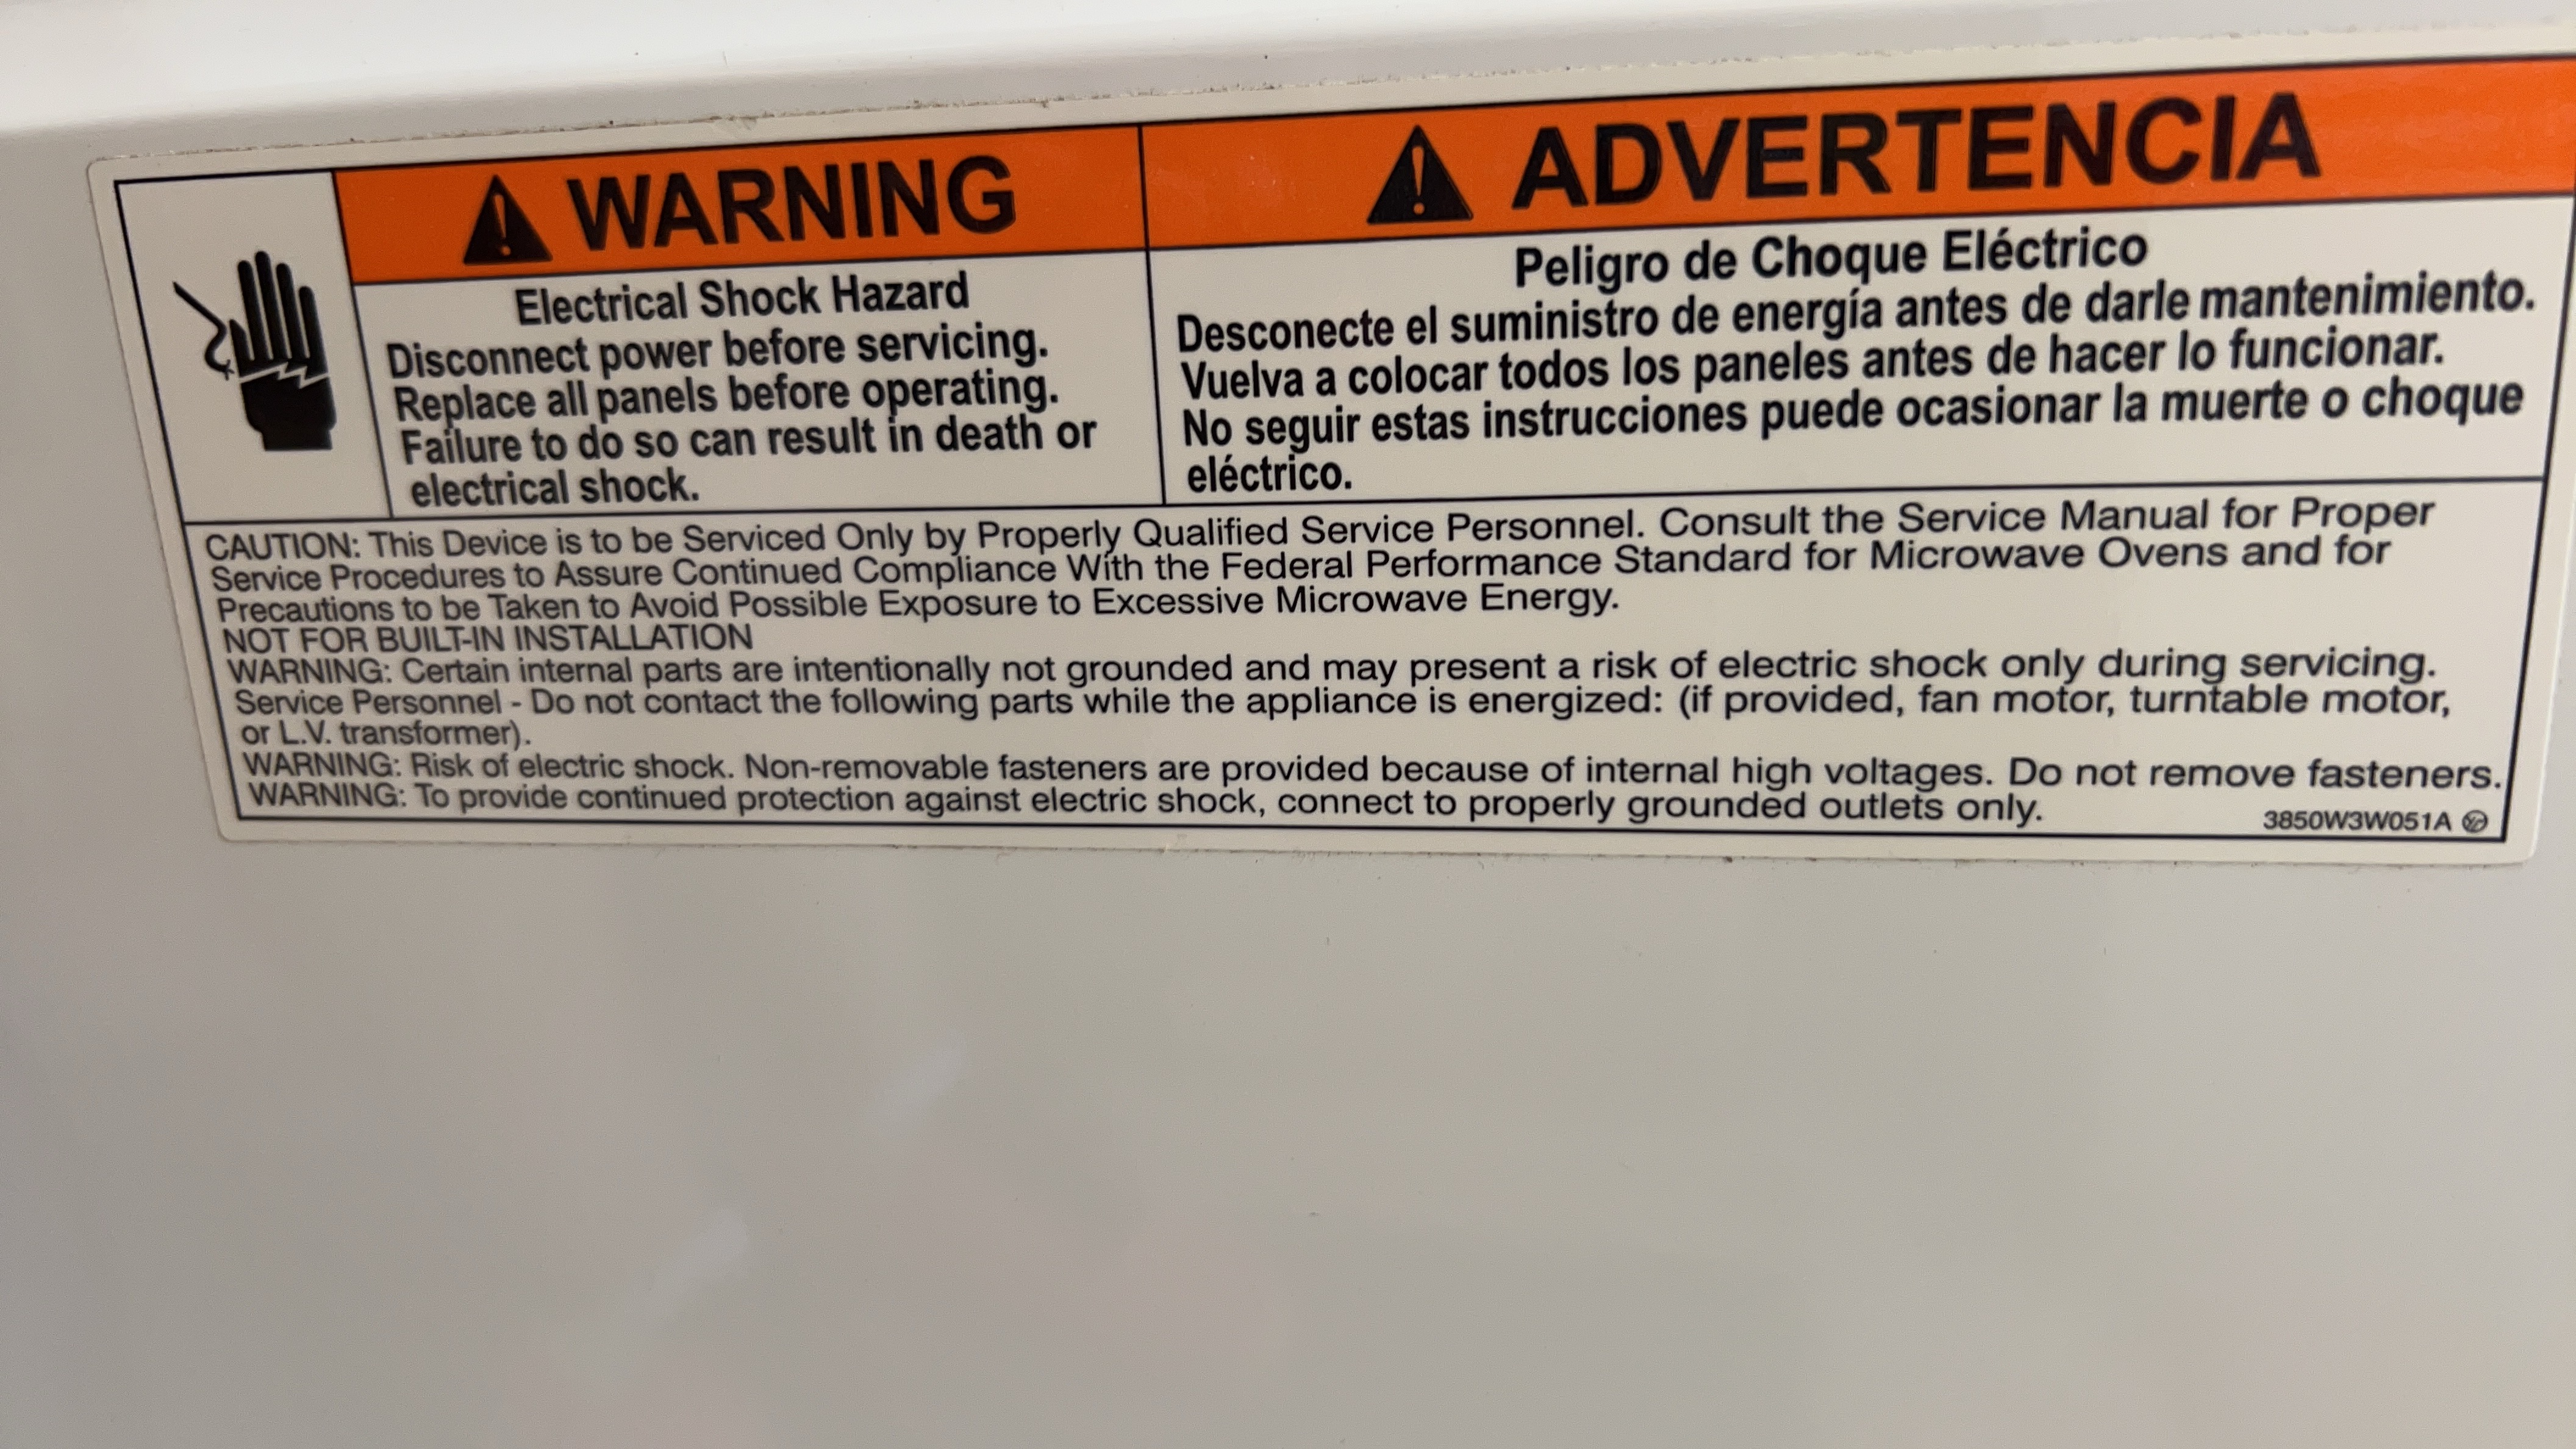 WARNING
Electrical Shock Hazard
Disconnect power before servicing.
Replace all panels before operating.
Failure to do so can result in death or
electrical shock.
ADVERTENCIA
Peligro de Choque Eléctrico
Desconecte el suministro de energía antes de darle mantenimiento.
Vuelva a colocar todos los paneles antes de hacer lo funcionar.
No seguir estas instrucciones puede ocasionar la muerte o choque
eléctrico.
CAUTION: This Device is to be Serviced Only by Properly Qualified Service Personnel. Consult the Service Manual for Proper
Service Procedures to Assure Continued Compliance With the Federal Performance Standard for Microwave Ovens and for
Precautions to be Taken to Avoid Possible Exposure to Excessive Microwave Energy.
NOT FOR BUILT-IN INSTALLATION
WARNING: Certain internal parts are intentionally not grounded and may present a risk of electric shock only during servicing.
Service Personnel - Do not contact the following parts while the appliance is energized: (if provided, fan motor, turntable motor,
or L.V. transformer).
WARNING: Risk of electric shock. Non-removable fasteners are provided because of internal high voltages. Do not remove fasteners.
WARNING: To provide continued protection against electric shock, connect to properly grounded outlets only.
3850W3W051A